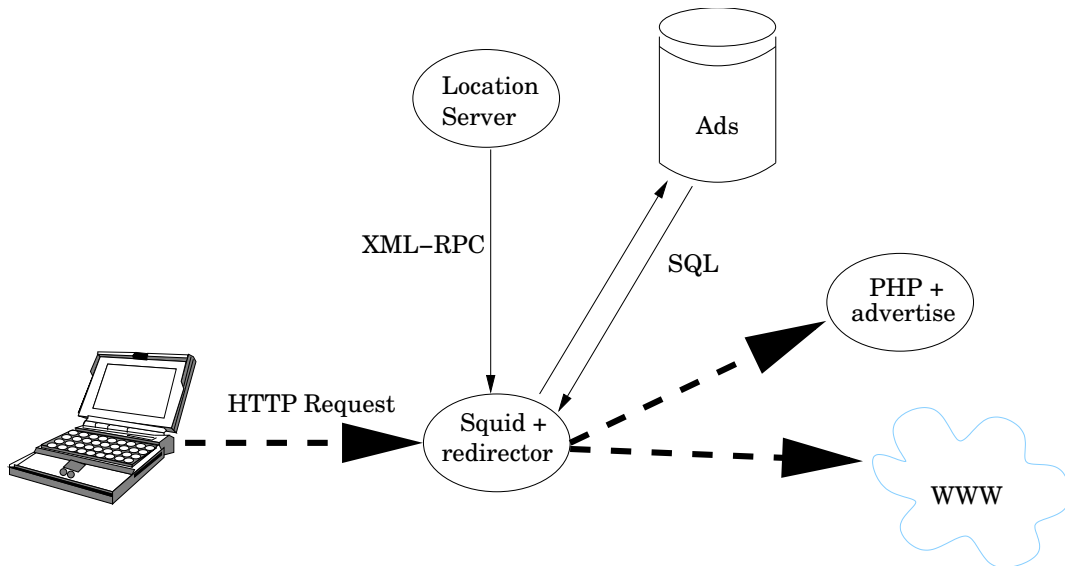 Location
Server
Ads
XML−RPC
SQL
PHP +
advertise
HTTP Request
Squid +
redirector
WWW